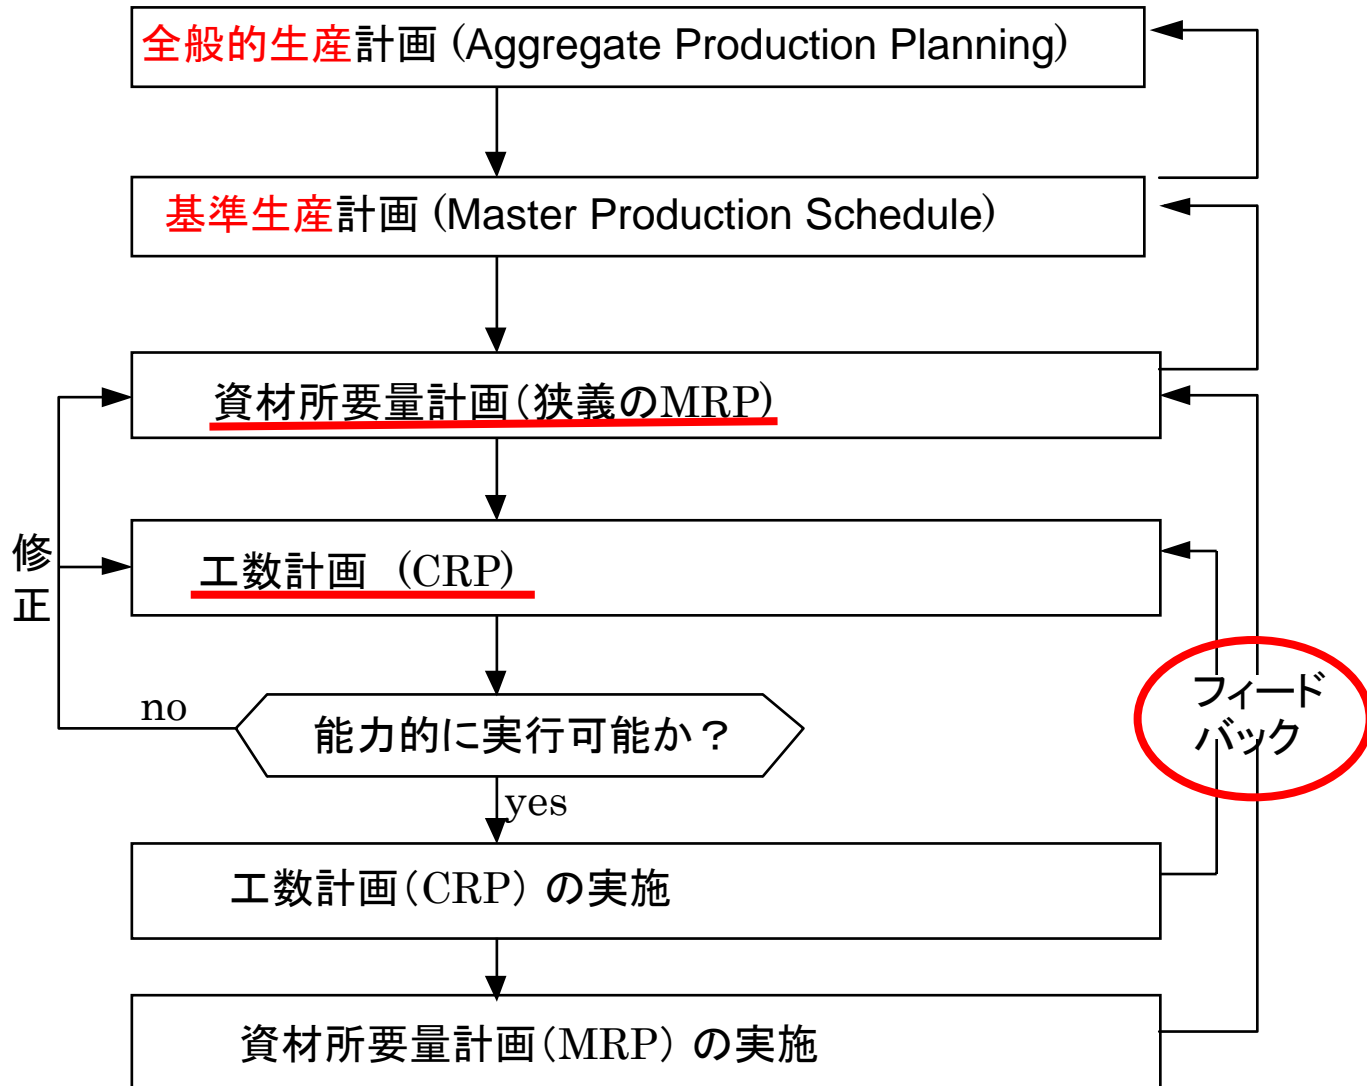 全般的生産計画 (Aggregate Production Planning)
基準生産計画 (Master Production Schedule)
資材所要量計画(狭義のMRP)
工数計画 (CRP)
修
正
no
能力的に実行可能か?
フィード
バック
yes
工数計画(CRP) の実施
資材所要量計画(MRP) の実施